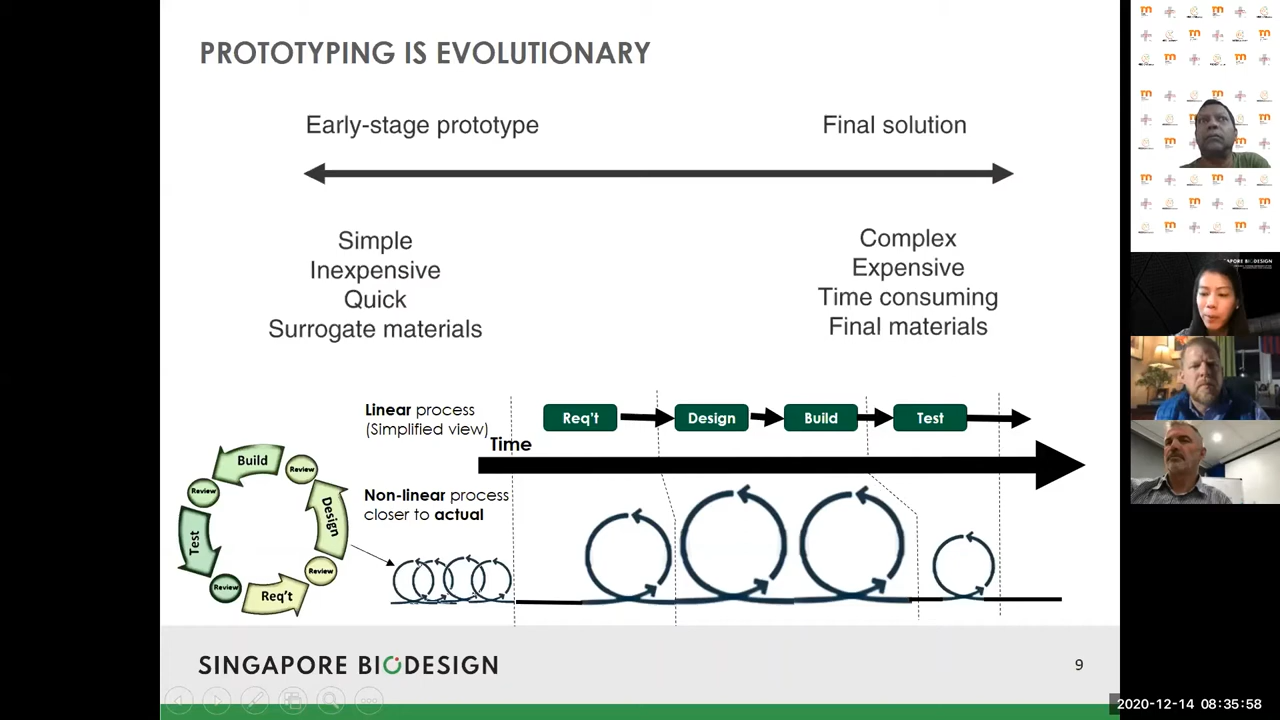 PROTOTYPING IS EVOLUTIONARY
Early-stage prototype
Final solution
Simple
Inexpensive
Quick
Surrogate materials
Complex
Expensive
Time consuming
Final materials
Linear process
(Simplified view)
Req't
Design
Build
Test
Time
Non-linear process
closer to actual
Build
Review
Review
Design
Test
Review
Review
Req't
SINGAPORE BIODESIGN
9
2020-12-14 08:35:58